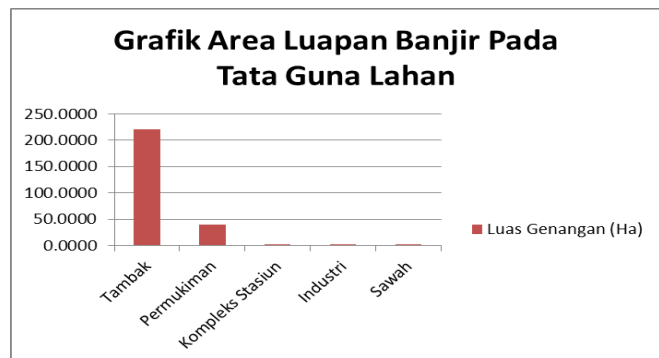 Grafik Area Luapan Banjir Pada
Tata Guna Lahan
250.0000
200.0000
150.0000
100.0000
50.0000
0.0000
Tambak
Permukiman
Kompleks Stasiun
Industri
Sawah
Luas Genangan (Ha)